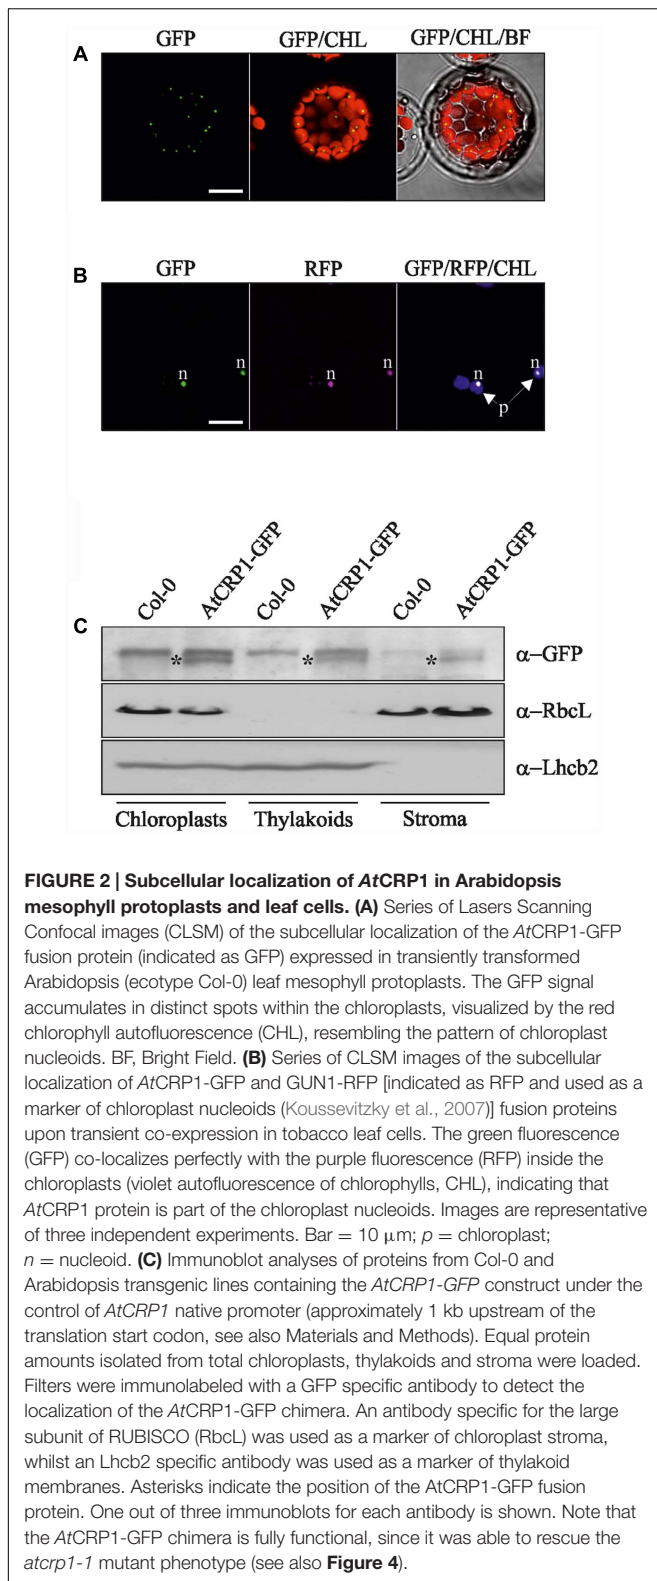 GFP GFP/CHL GFP/CHL/BF
A
GFP RFP GFP/RFP/CHL
B
n n n n n n
p
Col-0 AtCRP1-GFP Col-0 AtCRP1-GFP Col-0 AtCRP1-GFP
C
* * * α–GFP
α–RbcL
α–Lhcb2
Chloroplasts Thylakoids Stroma
FIGURE 2 | Subcellular localization of AtCRP1 in Arabidopsis
mesophyll protoplasts and leaf cells. (A) Series of Lasers Scanning
Confocal images (CLSM) of the subcellular localization of the AtCRP1-GFP
fusion protein (indicated as GFP) expressed in transiently transformed
Arabidopsis (ecotype Col-0) leaf mesophyll protoplasts. The GFP signal
accumulates in distinct spots within the chloroplasts, visualized by the red
chlorophyll autofluorescence (CHL), resembling the pattern of chloroplast
nucleoids. BF, Bright Field. (B) Series of CLSM images of the subcellular
localization of AtCRP1-GFP and GUN1-RFP [indicated as RFP and used as a
marker of chloroplast nucleoids (Koussevitzky et al., 2007)] fusion proteins
upon transient co-expression in tobacco leaf cells. The green fluorescence
(GFP) co-localizes perfectly with the purple fluorescence (RFP) inside the
chloroplasts (violet autofluorescence of chlorophylls, CHL), indicating that
AtCRP1 protein is part of the chloroplast nucleoids. Images are representative
of three independent experiments. Bar = 10 μm; p = chloroplast;
n = nucleoid. (C) Immunoblot analyses of proteins from Col-0 and
Arabidopsis transgenic lines containing the AtCRP1-GFP construct under the
control of AtCRP1 native promoter (approximately 1 kb upstream of the
translation start codon, see also Materials and Methods). Equal protein
amounts isolated from total chloroplasts, thylakoids and stroma were loaded.
Filters were immunolabeled with a GFP specific antibody to detect the
localization of the AtCRP1-GFP chimera. An antibody specific for the large
subunit of RUBISCO (RbcL) was used as a marker of chloroplast stroma,
whilst an Lhcb2 specific antibody was used as a marker of thylakoid
membranes. Asterisks indicate the position of the AtCRP1-GFP fusion
protein. One out of three immunoblots for each antibody is shown. Note that
the AtCRP1-GFP chimera is fully functional, since it was able to rescue the
atcrp1-1 mutant phenotype (see also Figure 4).